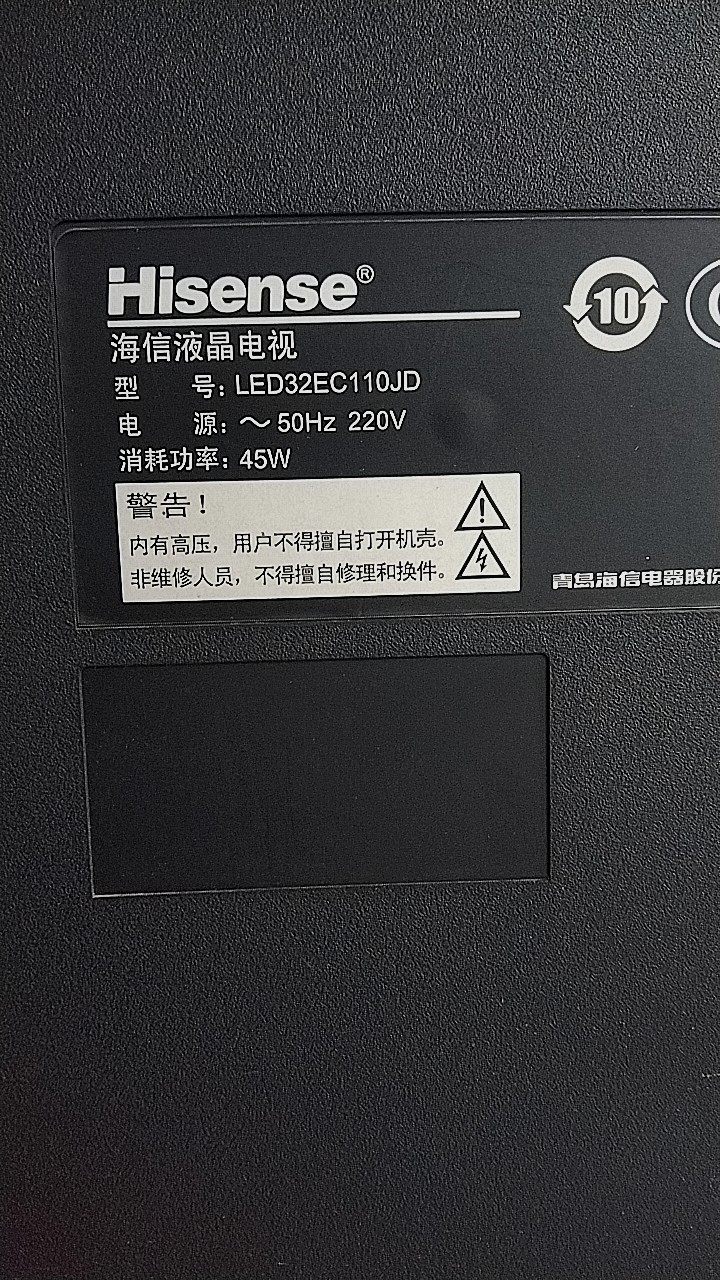 Hisense®
10
海信液晶电视
型 号: LED32EC110JD
电 源: ～ 50Hz 220V
消耗功率: 45W
警告！
内有高压，用户不得擅自打开机壳。
非维修人员，不得擅自修理和换件。
青岛海信电器股份